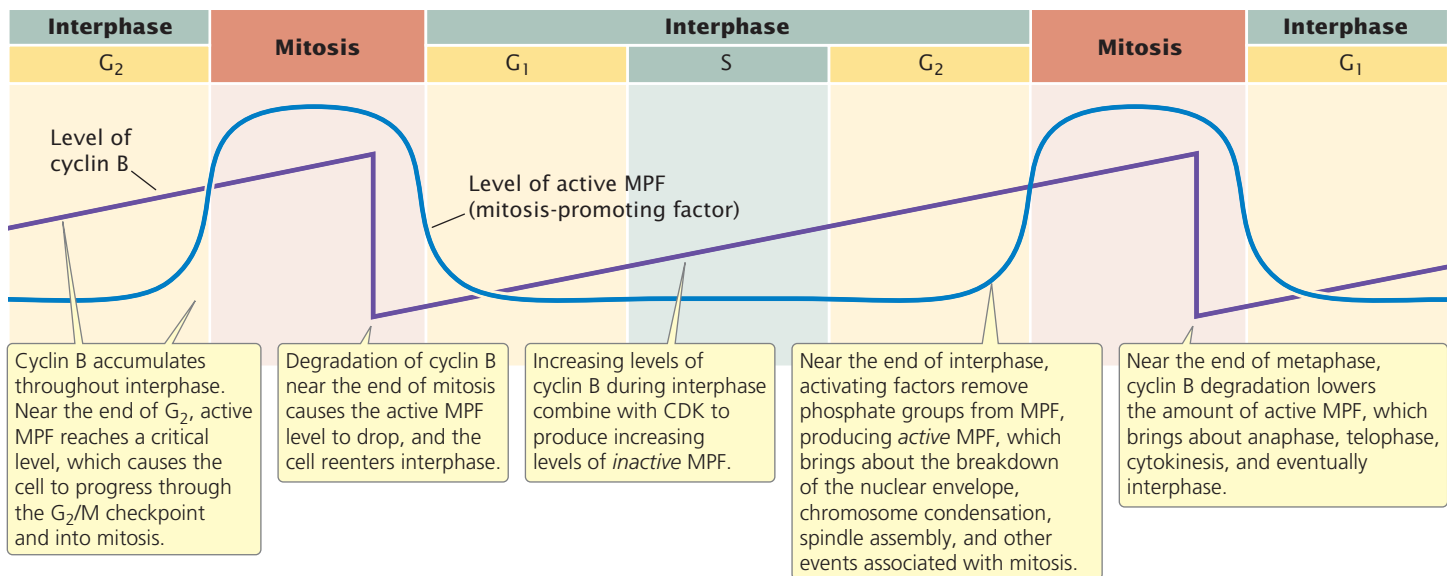 Interphase
Mitosis
Interphase
Mitosis
Interphase
G₂
G₁
S
G₂
G₁
Level of
cyclin B
Level of active MPF
(mitosis-promoting factor)
Cyclin B accumulates
throughout interphase.
Near the end of G₂, active
MPF reaches a critical
level, which causes the
cell to progress through
the G₂/M checkpoint
and into mitosis.
Degradation of cyclin B
near the end of mitosis
causes the active MPF
level to drop, and the
cell reenters interphase.
Increasing levels of
cyclin B during interphase
combine with CDK to
produce increasing
levels of inactive MPF.
Near the end of interphase,
activating factors remove
phosphate groups from MPF,
producing active MPF, which
brings about the breakdown
of the nuclear envelope,
chromosome condensation,
spindle assembly, and other
events associated with mitosis.
Near the end of metaphase,
cyclin B degradation lowers
the amount of active MPF, which
brings about anaphase, telophase,
cytokinesis, and eventually
interphase.